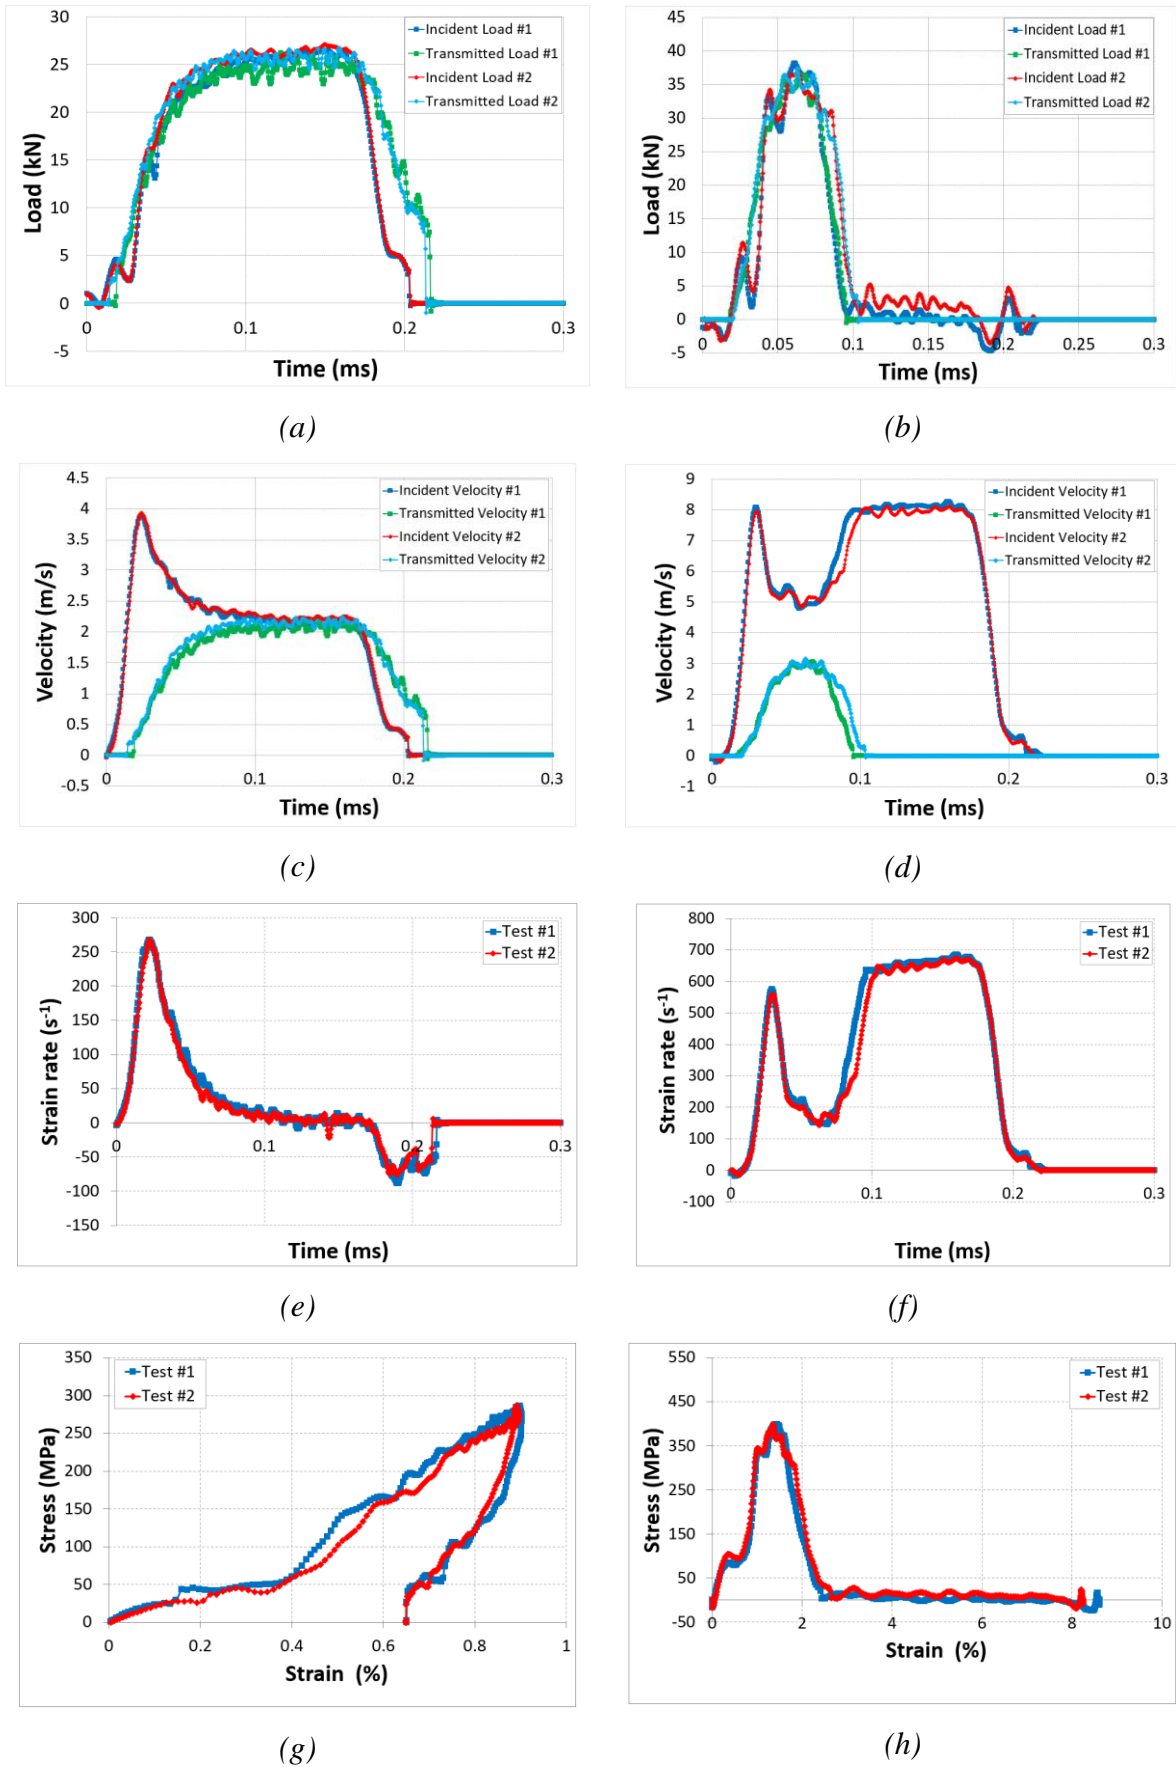 30
25
20
15
10
5
0
-5
0
0.1
0.2
0.3
Load (kN)
Time (ms)
Incident Load #1
Transmitted Load #1
Incident Load #2
Transmitted Load #2
(a)
45
40
35
30
25
20
15
10
5
0
-5
0
0.05
0.1
0.15
0.2
0.25
0.3
Load (kN)
Time (ms)
Incident Load #1
Transmitted Load #1
Incident Load #2
Transmitted Load #2
(b)
4.5
4
3.5
3
2.5
2
1.5
1
0.5
0
-0.5
0
0.1
0.2
0.3
Velocity (m/s)
Time (ms)
Incident Velocity #1
Transmitted Velocity #1
Incident Velocity #2
Transmitted Velocity #2
(c)
9
8
7
6
5
4
3
2
1
0
-1
0
0.1
0.2
0.3
Velocity (m/s)
Time (ms)
Incident Velocity #1
Transmitted Velocity #1
Incident Velocity #2
Transmitted Velocity #2
(d)
300
250
200
150
100
50
0
-50
-100
-150
0
0.1
0.2
0.3
Strain rate (s⁻¹)
Time (ms)
Test #1
Test #2
(e)
800
700
600
500
400
300
200
100
0
-100
0
0.1
0.2
0.3
Strain rate (s⁻¹)
Time (ms)
Test #1
Test #2
(f)
350
300
250
200
150
100
50
0
0
0.2
0.4
0.6
0.8
1
Stress (MPa)
Strain (%)
Test #1
Test #2
(g)
550
450
350
250
150
50
-50
0
2
4
6
8
10
Stress (MPa)
Strain (%)
Test #1
Test #2
(h)